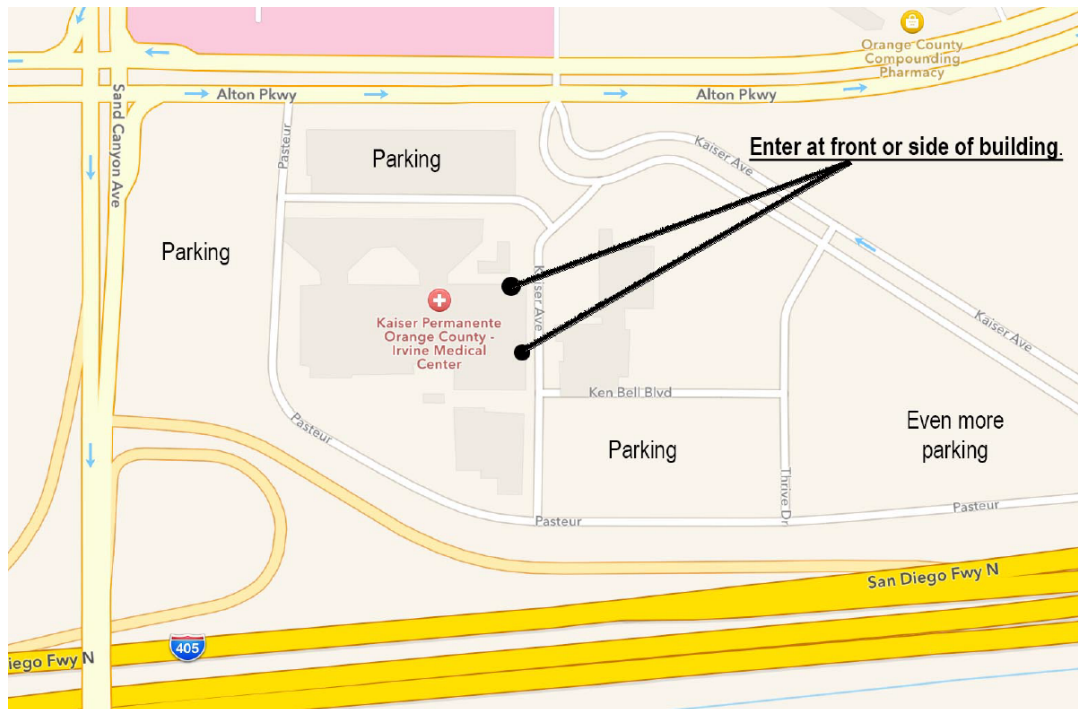 Orange County
Compounding
Pharmacy
Sand Canyon Ave
Alton Pkwy
Alton Pkwy
Pasteur
Parking
Kaiser Ave
Enter at front or side of building.
Parking
Kaiser Ave
Kaiser Permanente
Orange County -
Irvine Medical
Center
Kaiser Ave
Ken Bell Blvd
Pasteur
Parking
Even more
parking
Thrive Dr
Pasteur
Pasteur
San Diego Fwy N
405
iego Fwy N